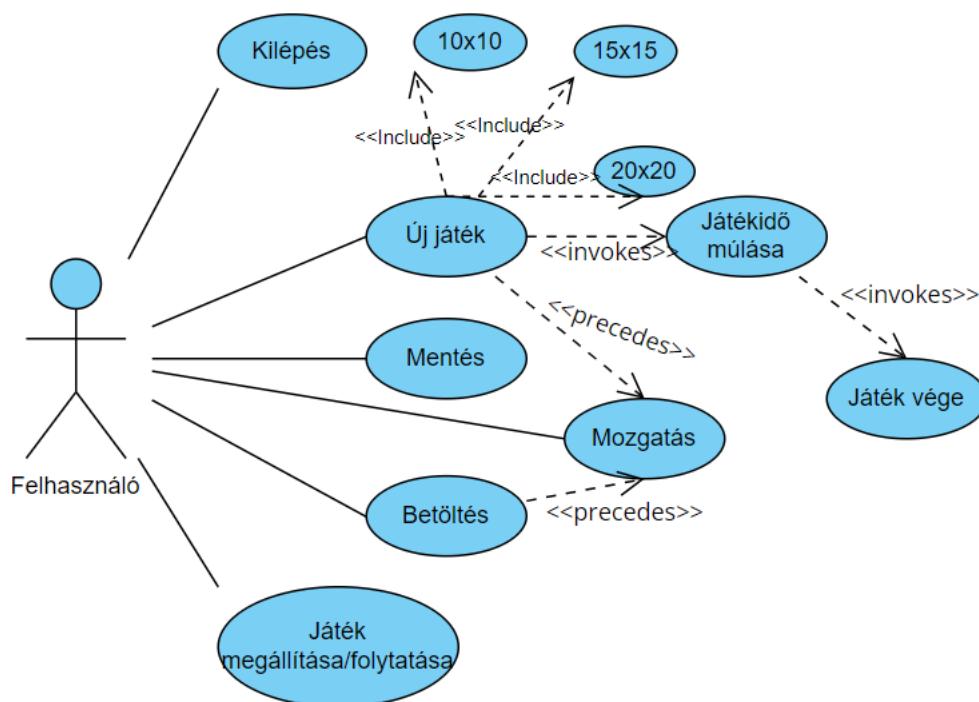 Kilépés
10x10
15x15
<<Include>>
<<Include>>
<<Include>>
20x20
Új játék
<<invokes>>
Játékidő
múlása
<<invokes>>
<<precedes>>
Mentés
Játék vége
Mozgatás
Felhasználó
Betöltés
<<precedes>>
Játék
megállítása/folytatása